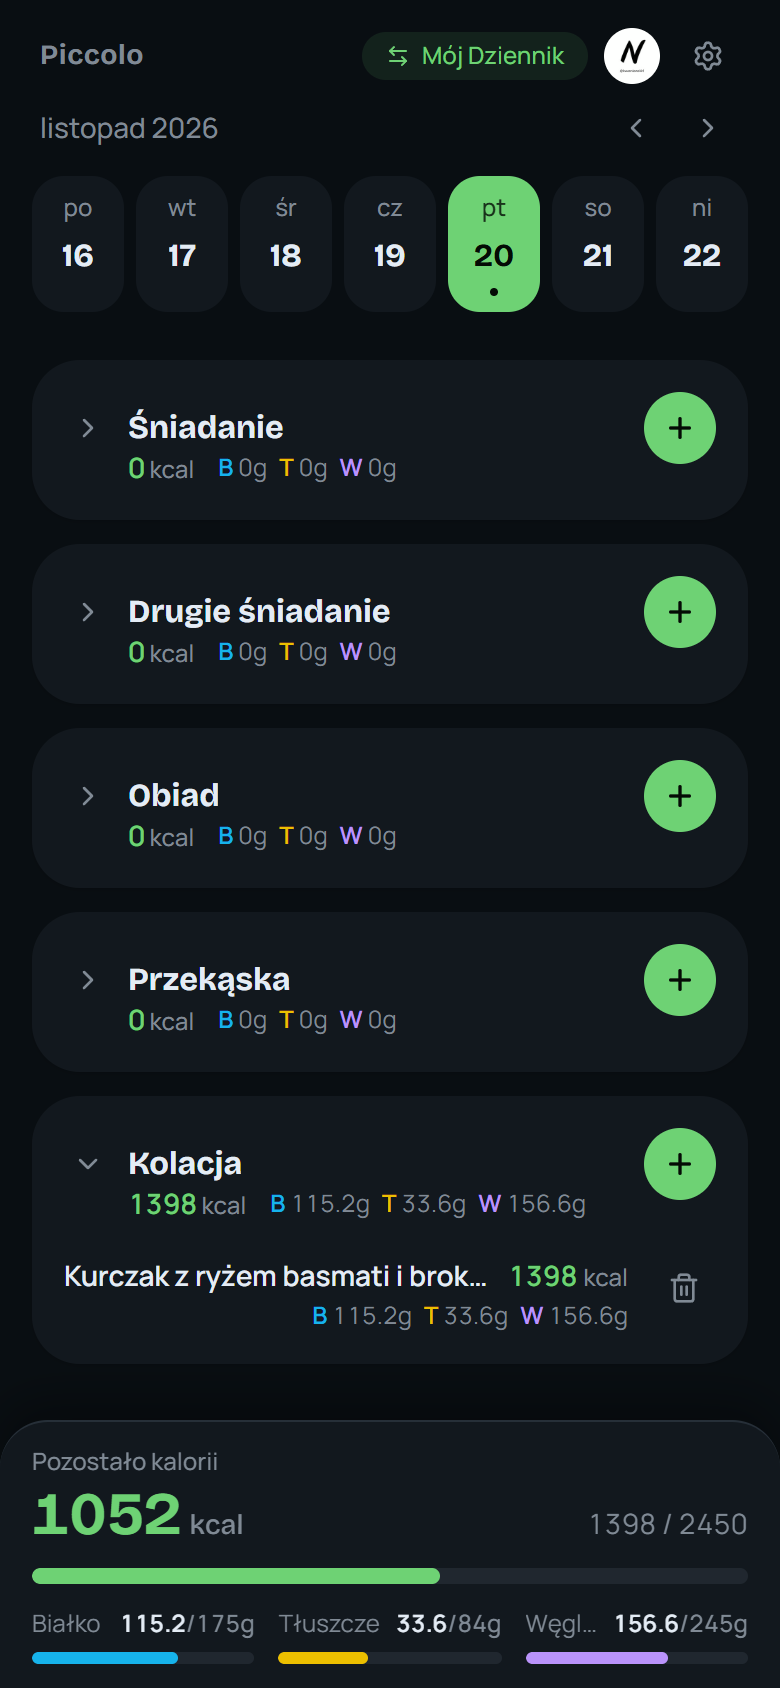 Piccolo
Mój Dziennik
listopad 2026
po wt śr cz pt so ni
16 17 18 19 20 21 22
Śniadanie
0 kcal B 0g T 0g W 0g
Drugie śniadanie
0 kcal B 0g T 0g W 0g
Obiad
0 kcal B 0g T 0g W 0g
Przekąska
0 kcal B 0g T 0g W 0g
Kolacja
1398 kcal B 115.2g T 33.6g W 156.6g
Kurczak z ryżem basmati i brok... 1398 kcal
B 115.2g T 33.6g W 156.6g
Pozostało kalorii
1052 kcal 1398 / 2450
Białko 115.2/175g Tłuszcze 33.6/84g Węgl... 156.6/245g